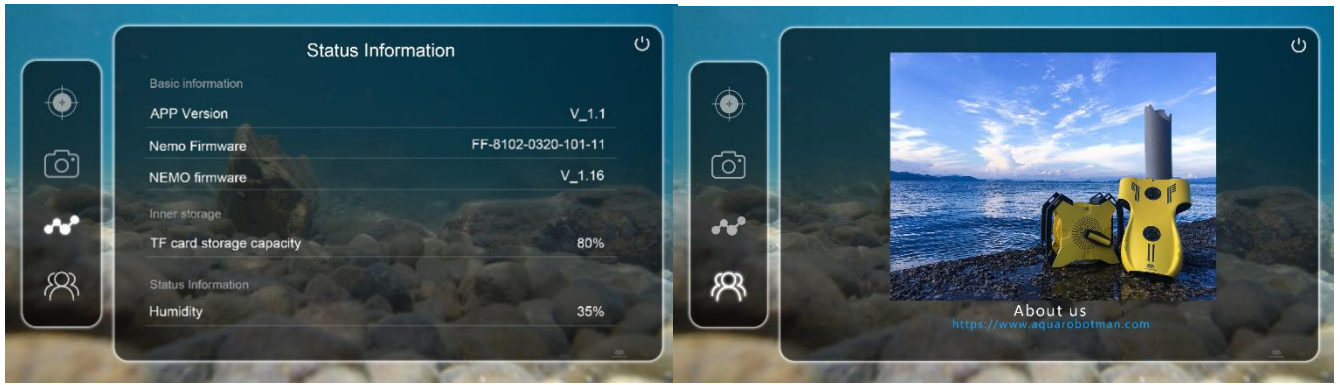 Status Information
Basic information
APP Version V_1.1
Nemo Firmware FF-8102-0320-101-11
NEMO firmware V_1.16
Inner storage
TF card storage capacity 80%
Status Information
Humidity 35%
About us
https://www.aquarobotman.com